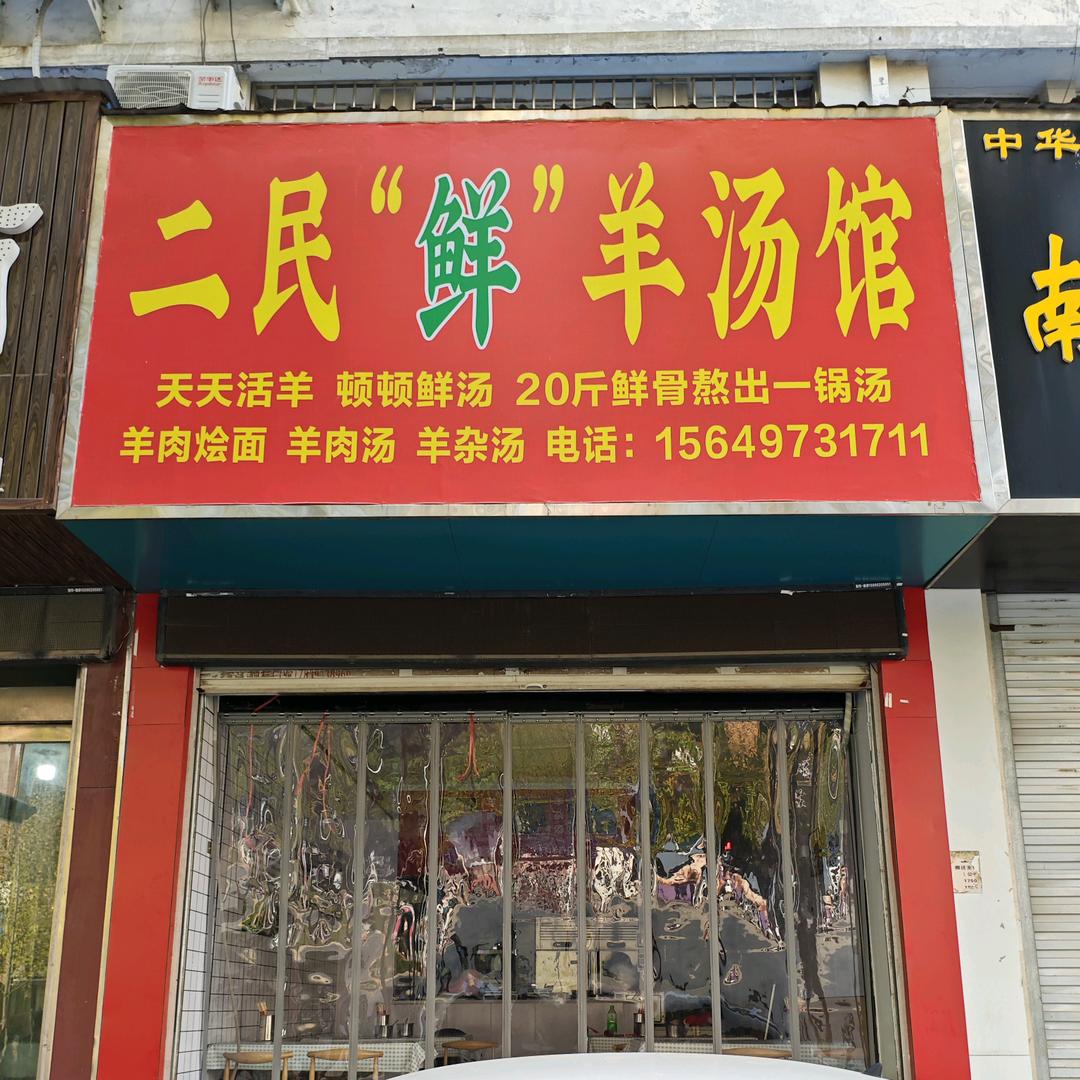 二民“鲜”羊汤馆
天天活羊 顿顿鲜汤 20斤鲜骨熬出一锅汤
羊肉烩面 羊肉汤 羊杂汤 电话：15649731711
中华
南